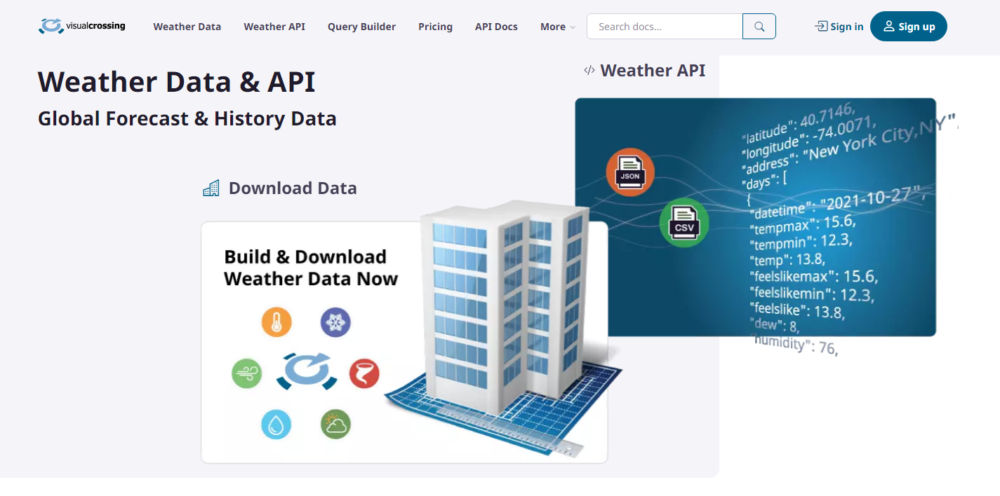 visualcrossing
Weather Data
Weather API
Query Builder
Pricing
API Docs
More
Search docs...
Sign in
Sign up
Weather Data & API
Global Forecast & History Data
Weather API
"latitude": 40.7146,
"longitude": -74.0071,
"address": "New York City,NY",
"days": [
{
"datetime": "2021-10-27",
"tempmax": 15.6,
"tempmin": 12.3,
"temp": 13.8,
"feelslikemax": 15.6,
"feelslikemin": 12.3,
"feelslike": 13.8,
"dew": 8,
"humidity": 76,
JSON
CSV
Download Data
Build & Download
Weather Data Now